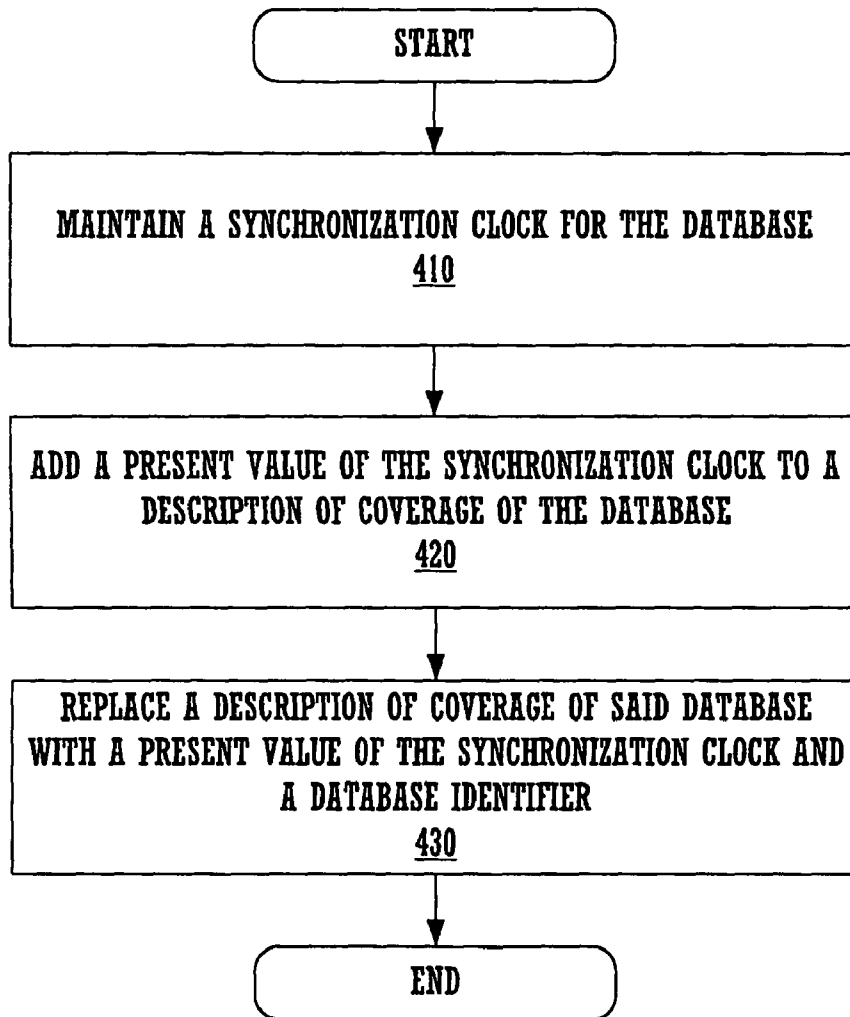 START
MAINTAIN A SYNCHRONIZATION CLOCK FOR THE DATABASE
410
ADD A PRESENT VALUE OF THE SYNCHRONIZATION CLOCK TO A
DESCRIPTION OF COVERAGE OF THE DATABASE
420
REPLACE A DESCRIPTION OF COVERAGE OF SAID DATABASE
WITH A PRESENT VALUE OF THE SYNCHRONIZATION CLOCK AND
A DATABASE IDENTIFIER
430
END